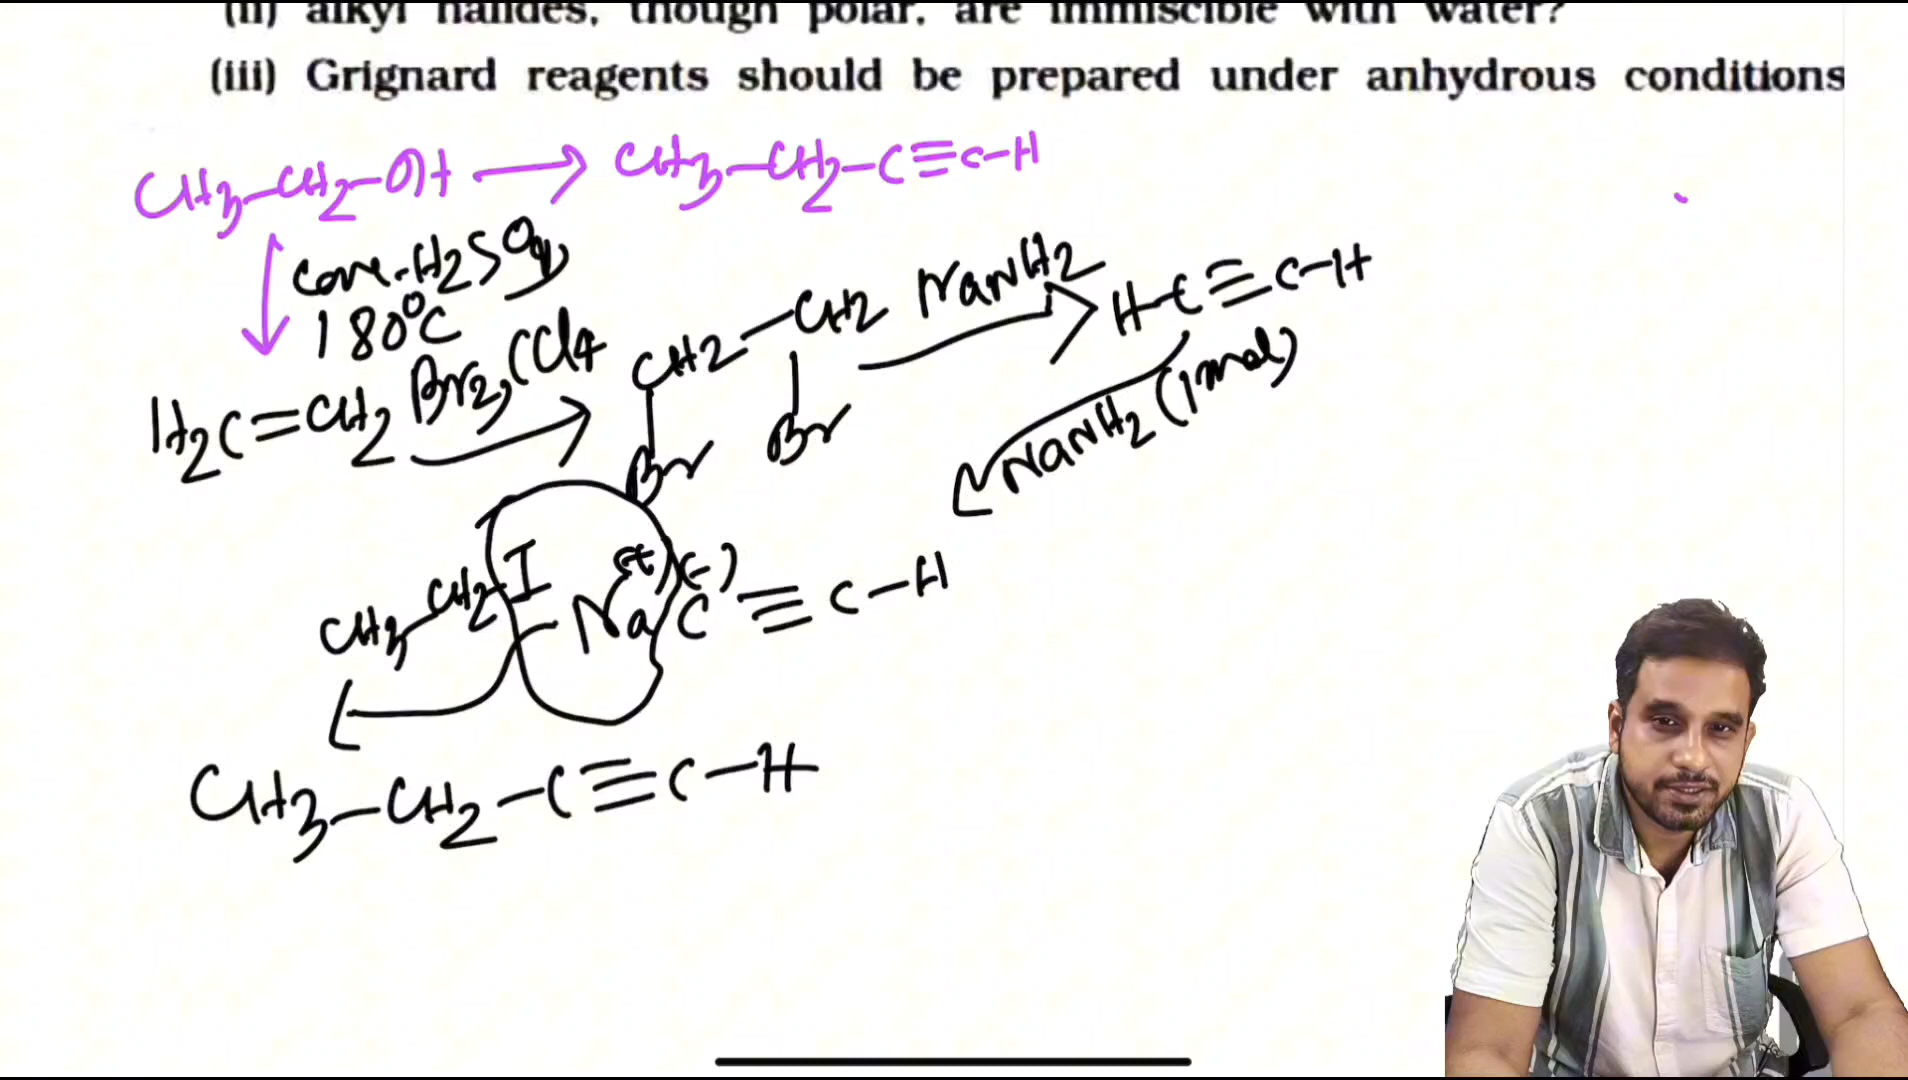 (ii) alkyl halides, though polar, are immiscible with water?
(iii) Grignard reagents should be prepared under anhydrous conditions
CH3-CH2-OH → CH3-CH2-C≡C-H
conc.H2SO4
180°C
H2C=CH2 Br2,CCl4 → CH2-CH2 NaNH2 → H-C≡C-H
Br Br
NaNH2 (1mol)
CH3-CH2-I Na(+) (-)C≡C-H
CH3-CH2-C≡C-H